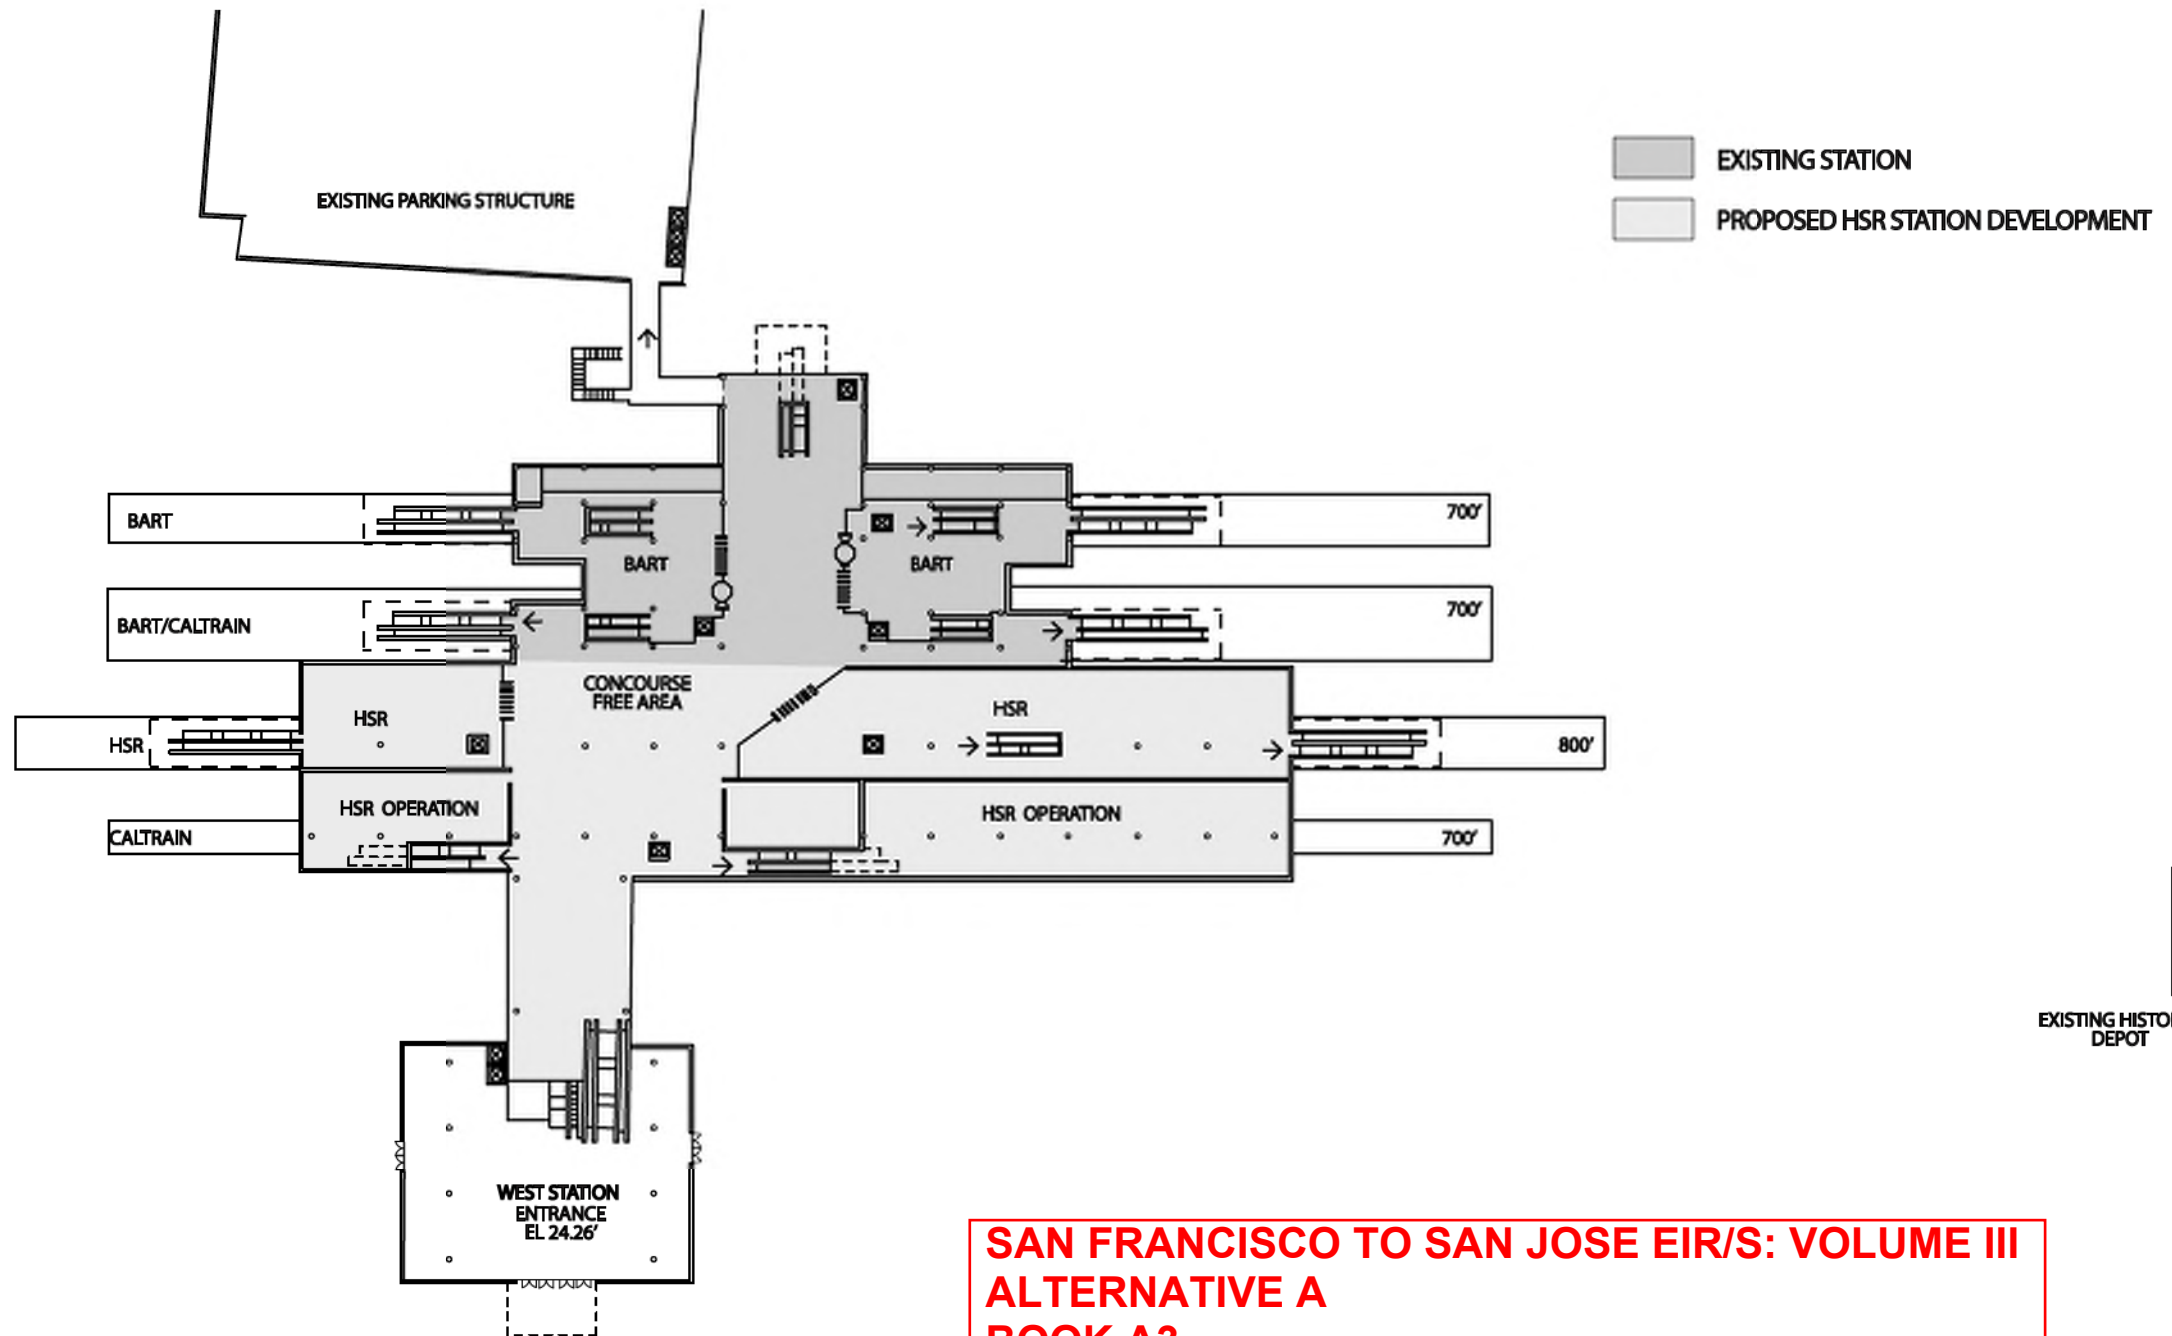 EXISTING STATION
EXISTING PARKING STRUCTURE
PROPOSED HSR STATION DEVELOPMENT
BART
700'
BART
BART
BART/CALTRAIN
700'
CONCOURSE
FREE AREA
HSR
HSR
HSR
800'
HSR OPERATION
HSR OPERATION
CALTRAIN
700'
EXISTING
DEPOT
WEST STATION
ENTRANCE
EL 24.26'
SAN FRANCISCO TO SAN JOSE EIR/S: VOLUME III
ALTERNATIVE A
BOOK